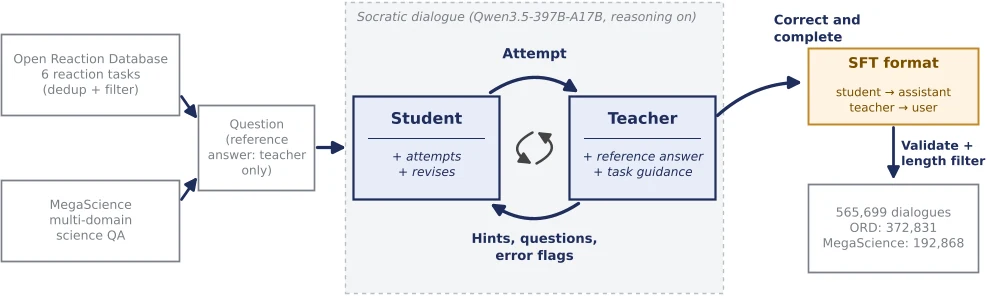 Open Reaction Database
6 reaction tasks
(dedup + filter)
MegaScience
multi-domain
science QA
Question
(reference
answer: teacher
only)
Socratic dialogue (Qwen3.5-397B-A17B, reasoning on)
Attempt
Student
+ attempts
+ revises
Teacher
+ reference answer
+ task guidance
Hints, questions,
error flags
Correct and
complete
SFT format
student → assistant
teacher → user
Validate +
length filter
565,699 dialogues
ORD: 372,831
MegaScience: 192,868